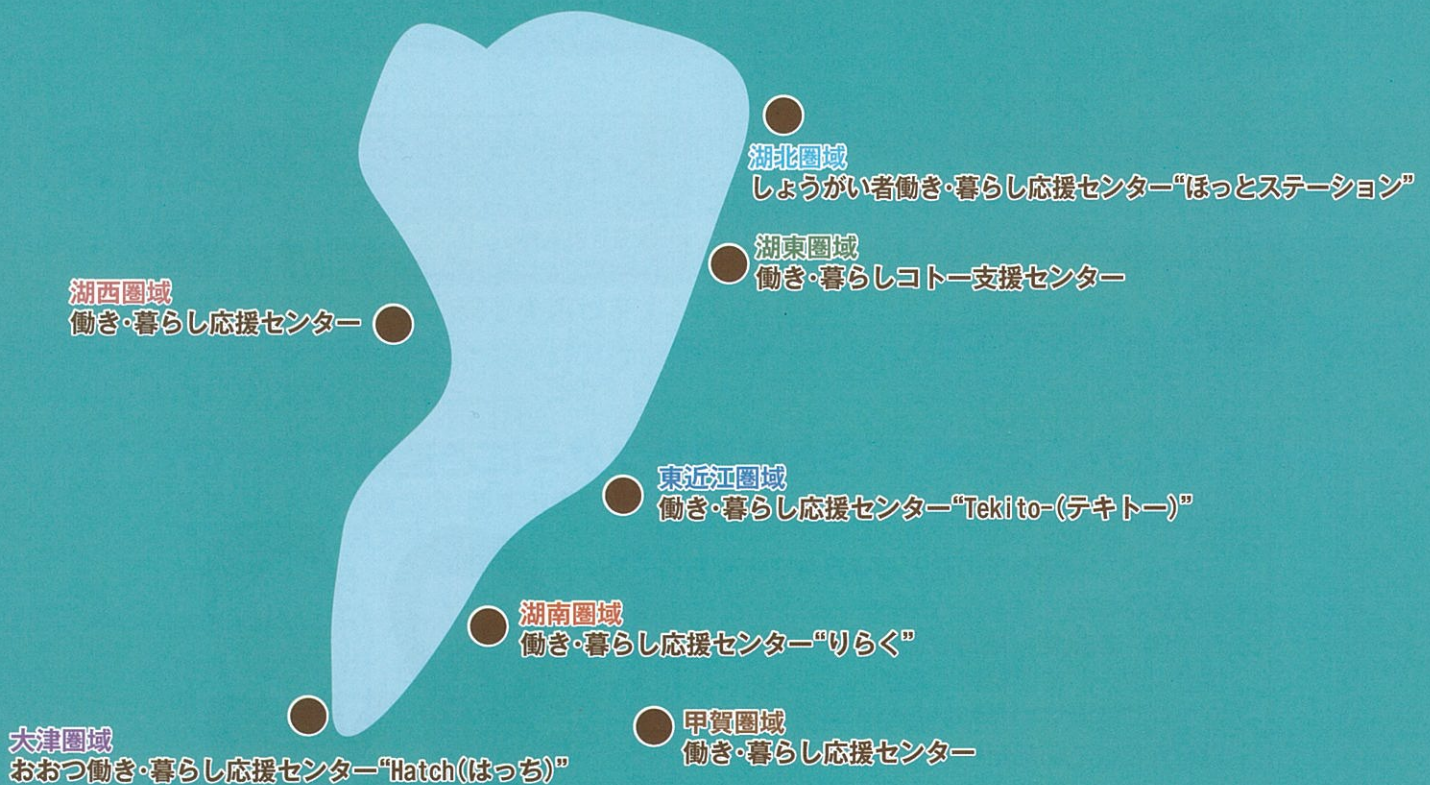 湖北圏域
しょうがい者働き・暮らし応援センター“ほっとステーション”
湖東圏域
働き・暮らしコトー支援センター
湖西圏域
働き・暮らし応援センター
東近江圏域
働き・暮らし応援センター“Tekito-(テキトー)”
湖南圏域
働き・暮らし応援センター“りらく”
甲賀圏域
働き・暮らし応援センター
大津圏域
おおつ働き・暮らし応援センター“Hatch(はっち)”